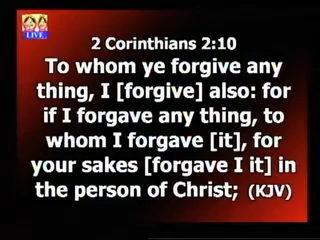 LIVE
2 Corinthians 2:10
To whom ye forgive any
thing, I [forgive] also: for
if I forgave any thing, to
whom I forgave [it], for
your sakes [forgave I it] in
the person of Christ; (KJV)